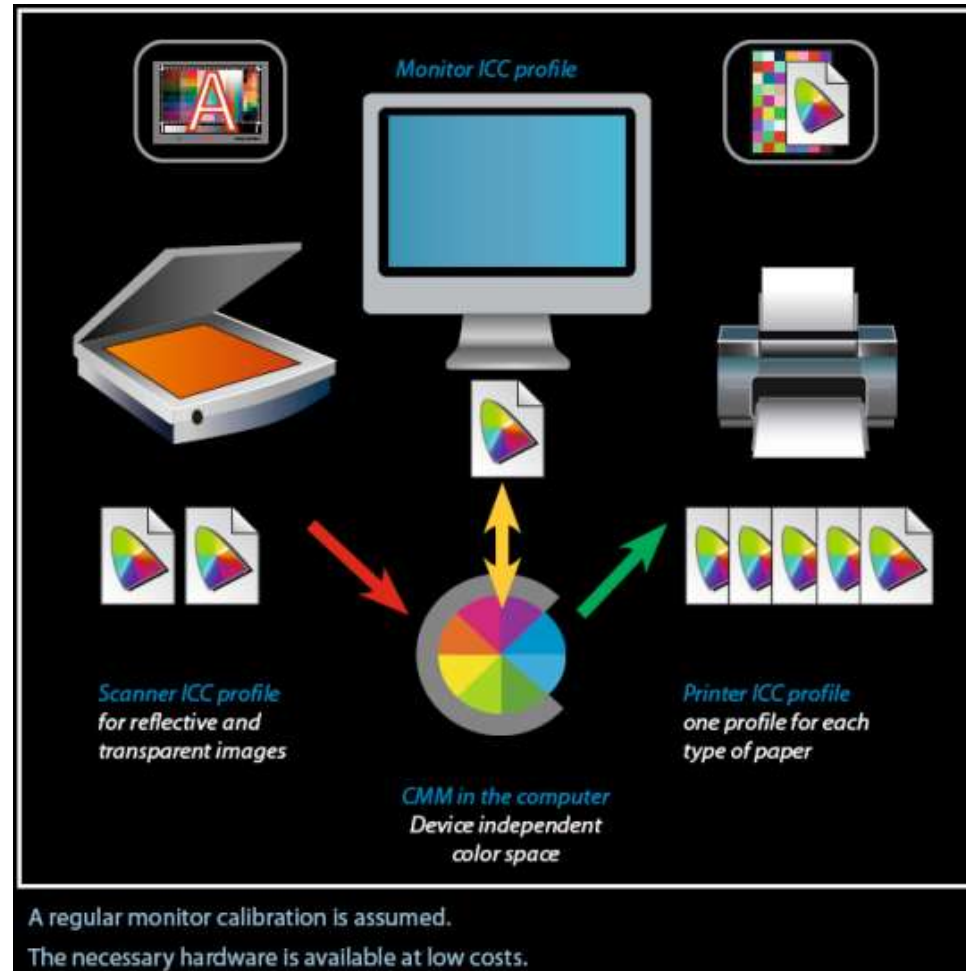 A
Monitor ICC profile
Scanner ICC profile
for reflective and
transparent images
Printer ICC profile
one profile for each
type of paper
CMM in the computer
Device independent
color space
A regular monitor calibration is assumed.
The necessary hardware is available at low costs.